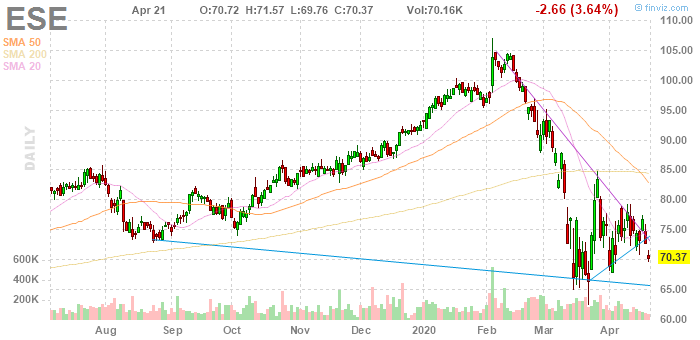 ESE Apr 21 O:70.72 H:71.57 L:69.76 C:70.37 Vol:70.16K -2.66 (3.64%)
© finviz.com
SMA 50
SMA 200
SMA 20
DAILY
110.00
105.00
100.00
95.00
90.00
85.00
80.00
75.00
70.37
65.00
60.00
600K
400K
200K
Aug Sep Oct Nov Dec 2020 Feb Mar Apr